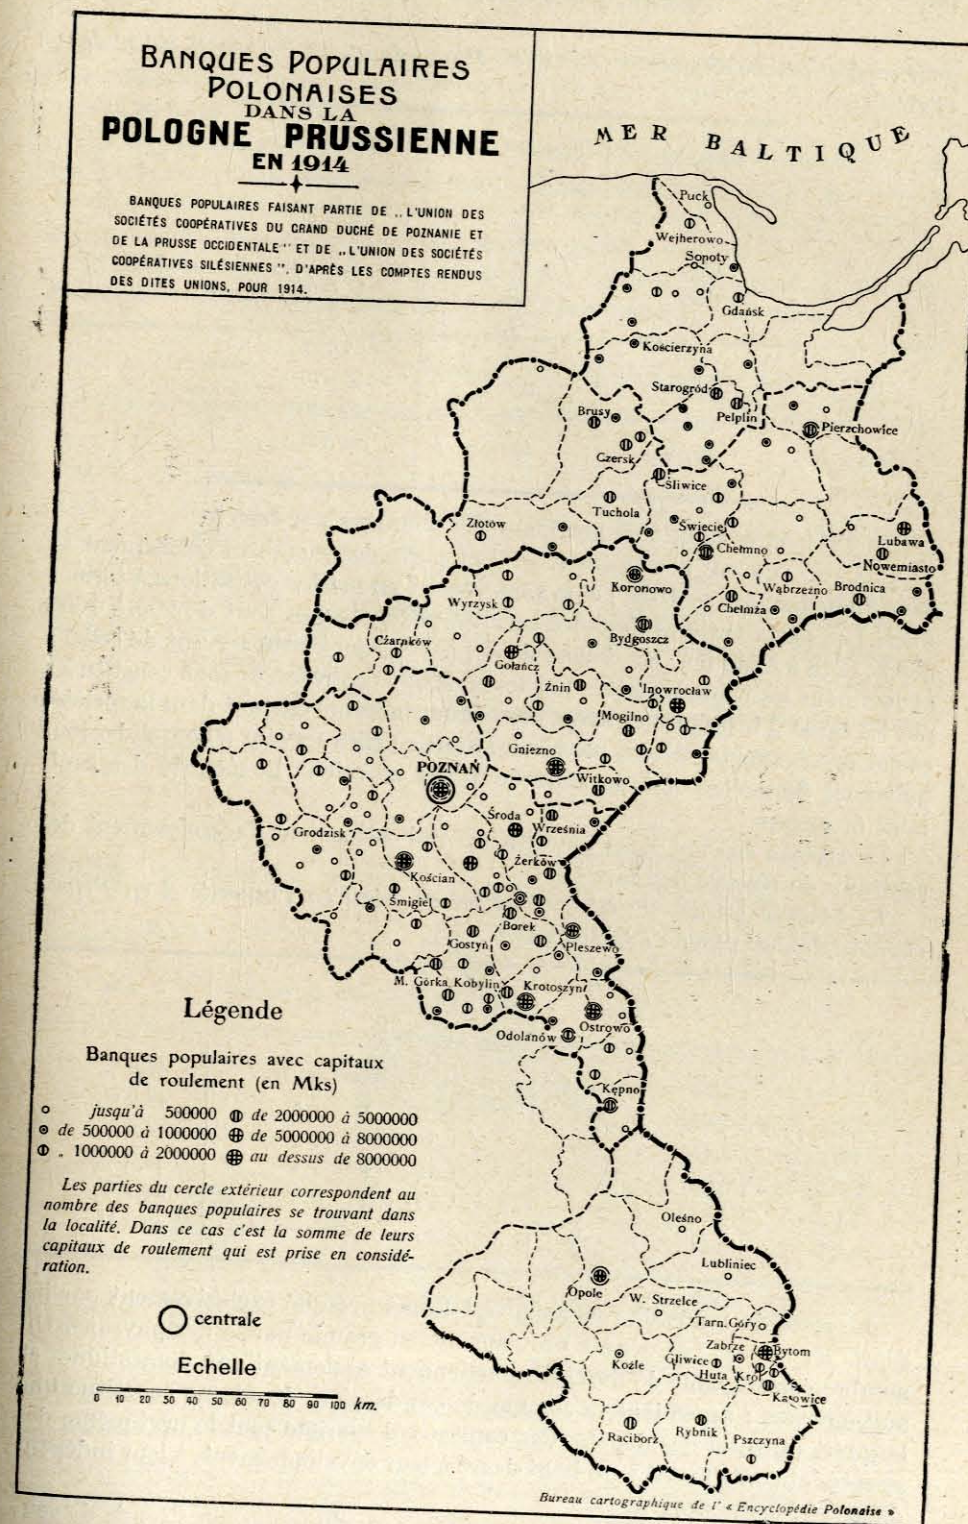 BANQUES POPULAIRES
POLONAISES
DANS LA
POLOGNE PRUSSIENNE
EN 1914
BANQUES POPULAIRES FAISANT PARTIE DE „L'UNION DES
SOCIÉTÉS COOPÉRATIVES DU GRAND DUCHÉ DE POZNANIE ET
DE LA PRUSSE OCCIDENTALE" ET DE „L'UNION DES SOCIÉTÉS
COOPÉRATIVES SILÉSIENNES", D'APRÈS LES COMPTES RENDUS
DES DITES UNIONS, POUR 1914.
MER BALTIQUE
Puck
Wejherowo
Sopoty
Gdańsk
Kościerzyna
Starogród
Pelplin
Brusy
Pierzchowice
Czersk
Śliwice
Tuchola
Złotow
Świecie
Lubawa
Chełmno
Nowemiasto
Koronowo
Wąbrzeżno
Brodnica
Wyrzysk
Chełmża
Czarnków
Bydgoszcz
Gołańcz
Żnin
Inowrocław
Mogilno
Gniezno
POZNAŃ
Witkowo
Środa
Września
Grodzisk
Żerków
Kościan
Śmigiel
Borek
Gostyń
Pleszewo
M. Górka
Kobylin
Krotoszyn
Odolanów
Ostrowo
Kępno
Légende
Banques populaires avec capitaux
de roulement (en Mks)
jusqu'à 500000 de 2000000 à 5000000
de 500000 à 1000000 de 5000000 à 8000000
„ 1000000 à 2000000 au dessus de 8000000
Les parties du cercle extérieur correspondent au
nombre des banques populaires se trouvant dans
la localité. Dans ce cas c'est la somme de leurs
capitaux de roulement qui est prise en considé-
ration.
centrale
Echelle
0 10 20 30 40 50 60 70 80 90 100 km.
Oleśno
Lubliniec
Opole
W. Strzelce
Tarn. Góry
Zabrze
Bytom
Koźle
Gliwice
Huta Król
Katowice
Racibórz
Rybnik
Pszczyna
Bureau cartographique de l' « Encyclopédie Polonaise »